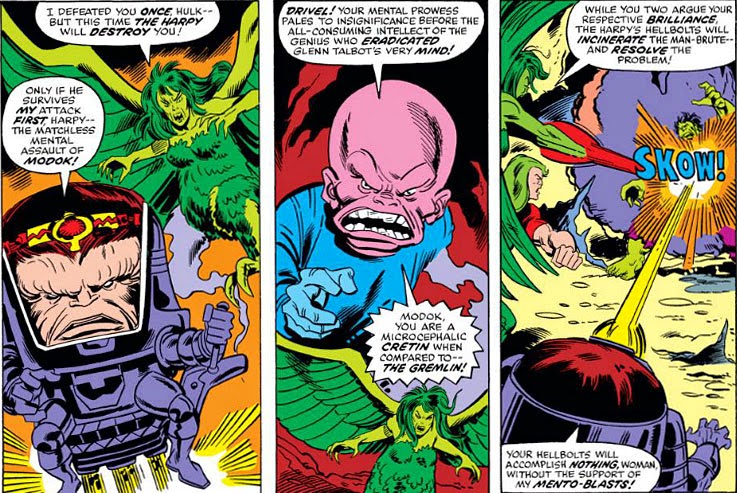 I DEFEATED YOU ONCE, HULK--
BUT THIS TIME THE HARPY
WILL DESTROY YOU!
ONLY IF HE
SURVIVES
MY ATTACK
FIRST HARPY--
THE MATCHLESS
MENTAL
ASSAULT OF
MODOK!
DRIVEL! YOUR MENTAL PROWESS
PALES TO INSIGNIFICANCE BEFORE THE
ALL-CONSUMING INTELLECT OF THE
GENIUS WHO ERADICATED
GLENN TALBOT'S VERY MIND!
MODOK,
YOU ARE A
MICROCEPHALIC
CRETIN WHEN
COMPARED TO--
THE GREMLIN!
WHILE YOU TWO ARGUE YOUR
RESPECTIVE BRILLIANCE,
THE HARPY'S HELLBOLTS WILL
INCINERATE THE MAN-BRUTE--
AND RESOLVE THE
PROBLEM!
SKOW!
YOUR HELLBOLTS WILL
ACCOMPLISH NOTHING, WOMAN,
WITHOUT THE SUPPORT OF
MY MENTO-BLASTS!